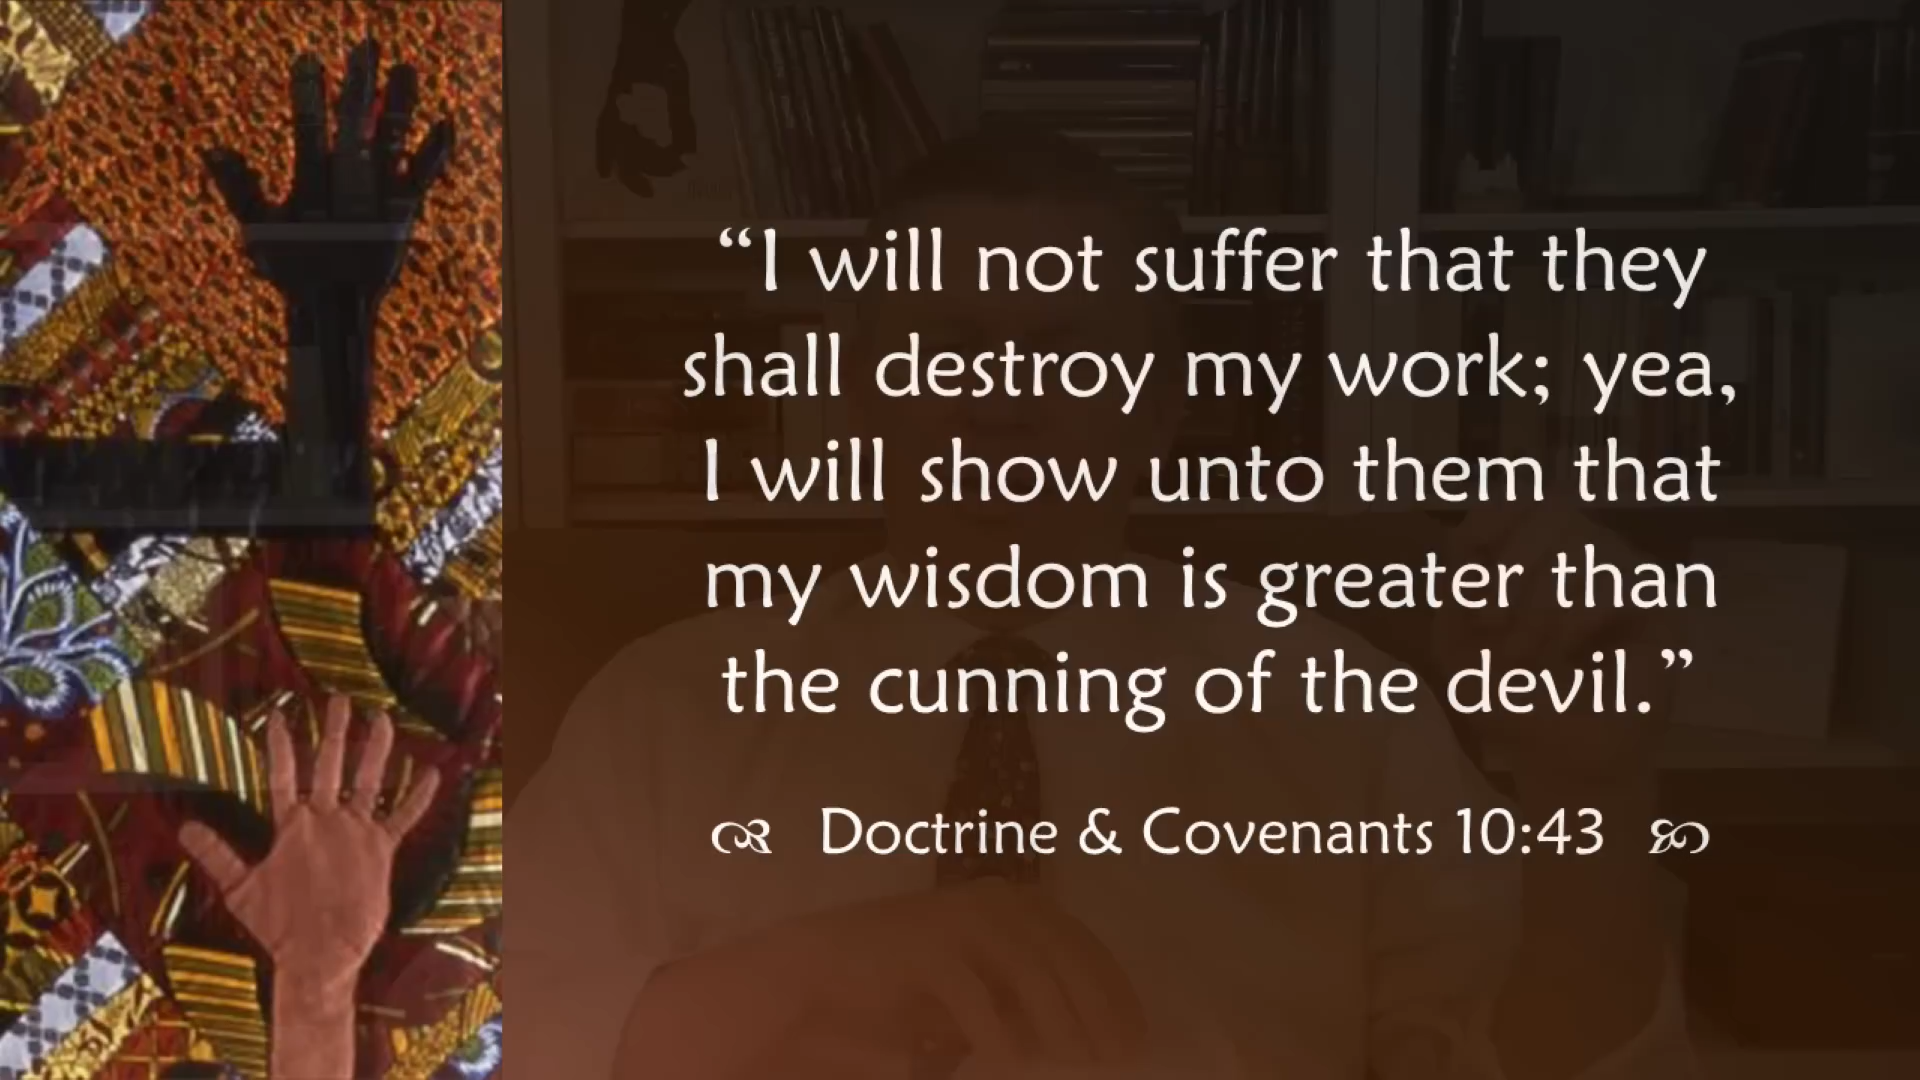 “I will not suffer that they
shall destroy my work; yea,
I will show unto them that
my wisdom is greater than
the cunning of the devil.”
Doctrine & Covenants 10:43